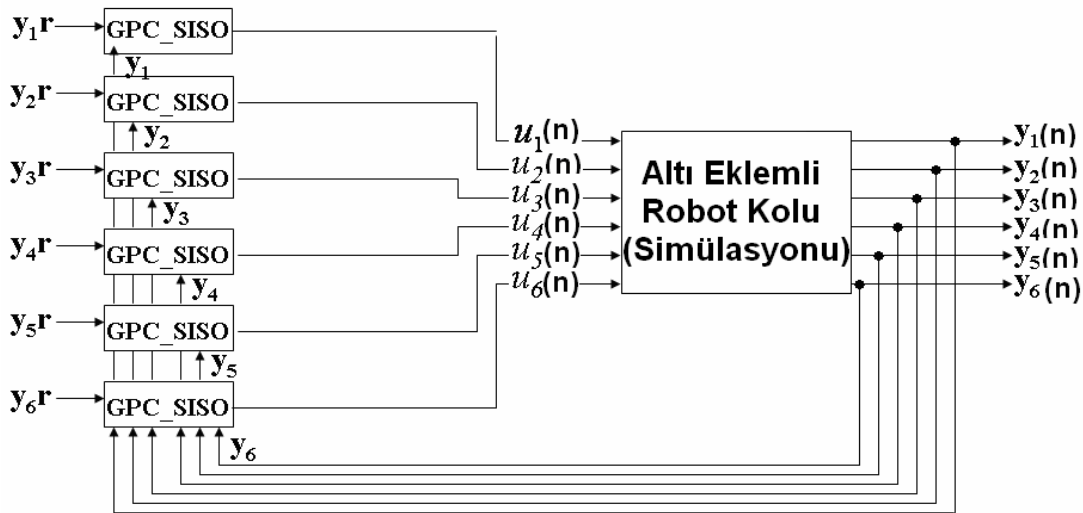 y1r
GPC_SISO
y1
y2r
GPC_SISO
y2
y3r
GPC_SISO
y3
y4r
GPC_SISO
y4
y5r
GPC_SISO
y5
y6r
GPC_SISO
y6
u1(n)
u2(n)
u3(n)
u4(n)
u5(n)
u6(n)
Altı Eklemli
Robot Kolu
(Simülasyonu)
y1(n)
y2(n)
y3(n)
y4(n)
y5(n)
y6(n)